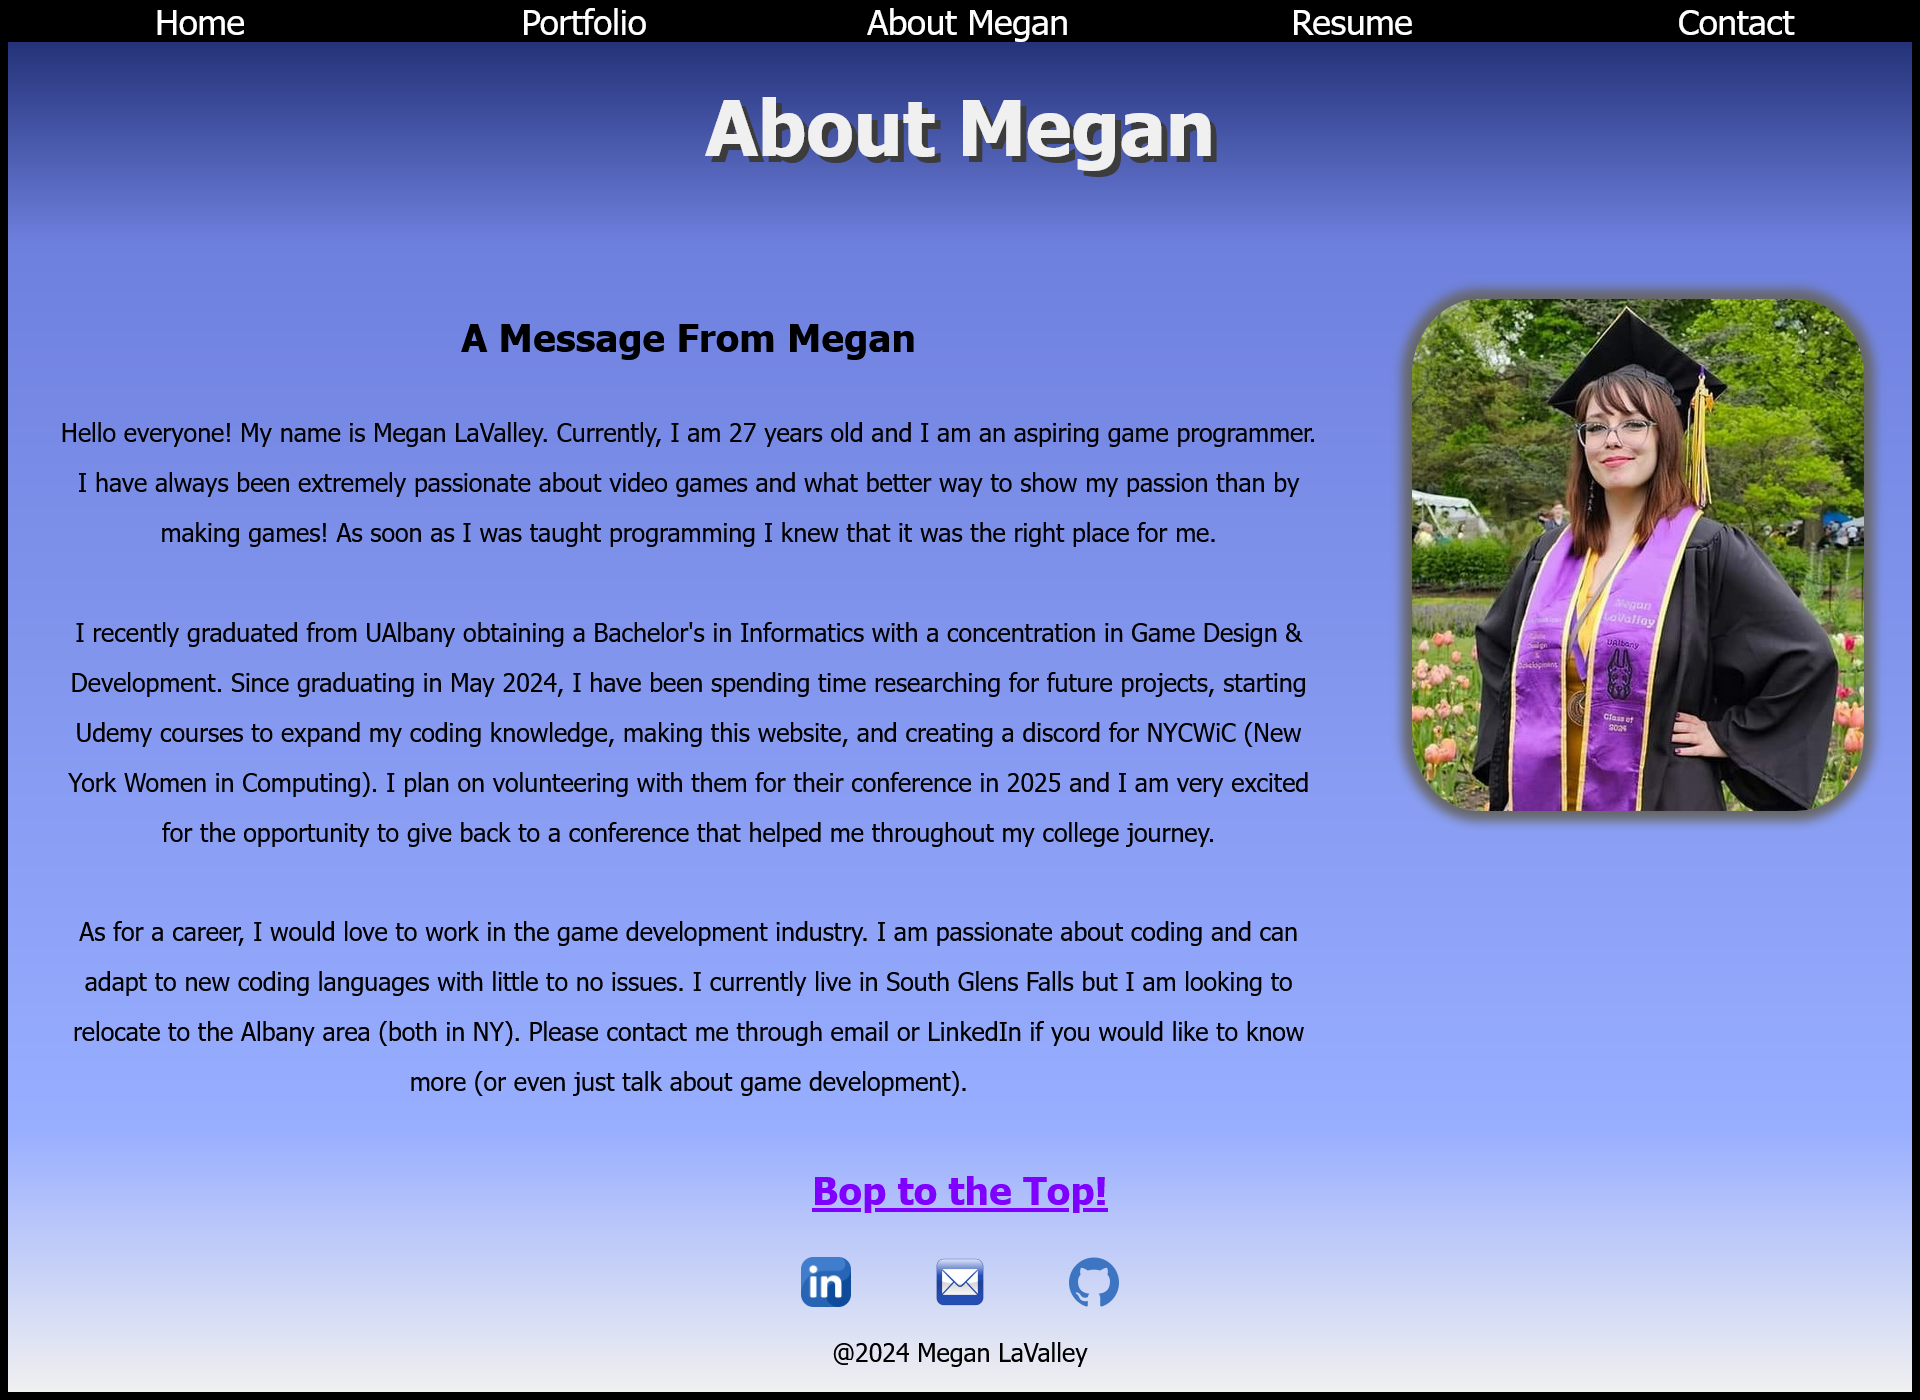 Home
Portfolio
About Megan
Resume
Contact
About Megan
A Message From Megan
Hello everyone! My name is Megan LaValley. Currently, I am 27 years old and I am an aspiring game programmer.
I have always been extremely passionate about video games and what better way to show my passion than by
making games! As soon as I was taught programming I knew that it was the right place for me.
I recently graduated from UAlbany obtaining a Bachelor's in Informatics with a concentration in Game Design &
Development. Since graduating in May 2024, I have been spending time researching for future projects, starting
Udemy courses to expand my coding knowledge, making this website, and creating a discord for NYCWiC (New
York Women in Computing). I plan on volunteering with them for their conference in 2025 and I am very excited
for the opportunity to give back to a conference that helped me throughout my college journey.
As for a career, I would love to work in the game development industry. I am passionate about coding and can
adapt to new coding languages with little to no issues. I currently live in South Glens Falls but I am looking to
relocate to the Albany area (both in NY). Please contact me through email or LinkedIn if you would like to know
more (or even just talk about game development).
Design
&
Development
Megan
LaValley
UAlbany
Class of
2024
Bop to the Top!
in
@2024 Megan LaValley